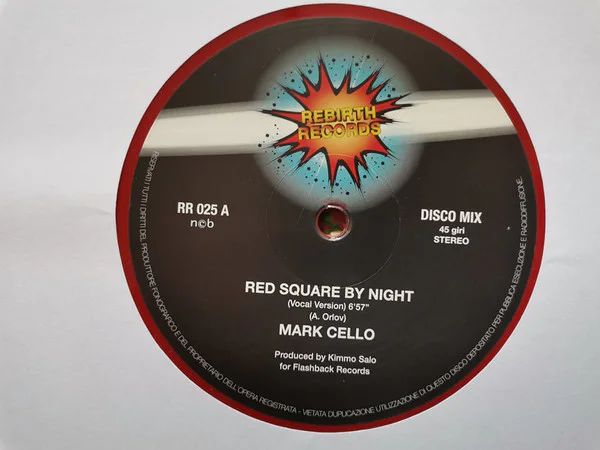 REBIRTH
RECORDS
RR 025 A
n©b
DISCO MIX
45 giri
STEREO
RED SQUARE BY NIGHT
(Vocal Version) 6'57"
(A. Orlov)
MARK CELLO
Produced by Kimmo Salo
for Flashback Records
RISERVATI I TUTTI I DIRITTI DEL PRODUTTORE FONOGRAFICO E DEL PROPRIETARIO DELL'OPERA REGISTRATA - VIETATA DUPLICAZIONE UTILIZZAZIONE DI QUESTO DISCO DEPOSITATO PER PUBBLICA ESECUZIONE E RADIODIFFUSIONE.